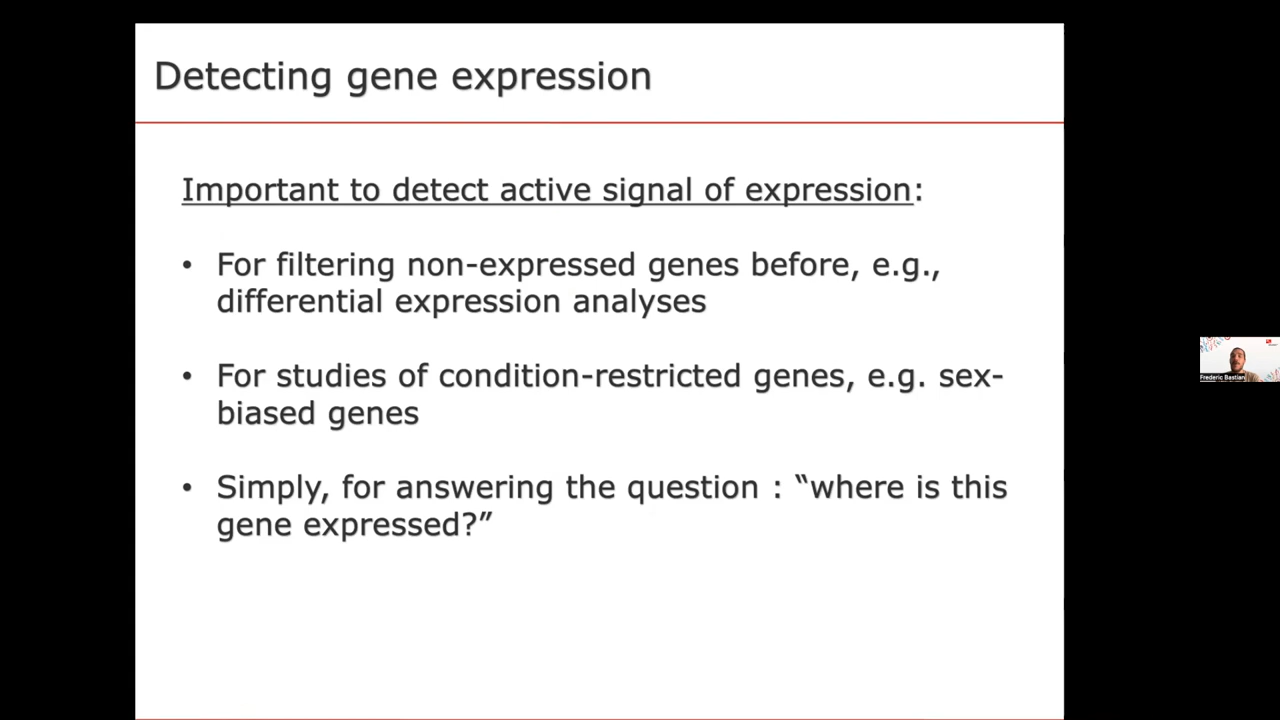 Detecting gene expression
Important to detect active signal of expression:
• For filtering non-expressed genes before, e.g.,
differential expression analyses
• For studies of condition-restricted genes, e.g. sex-
biased genes
• Simply, for answering the question : “where is this
gene expressed?”
Frederic Bastian